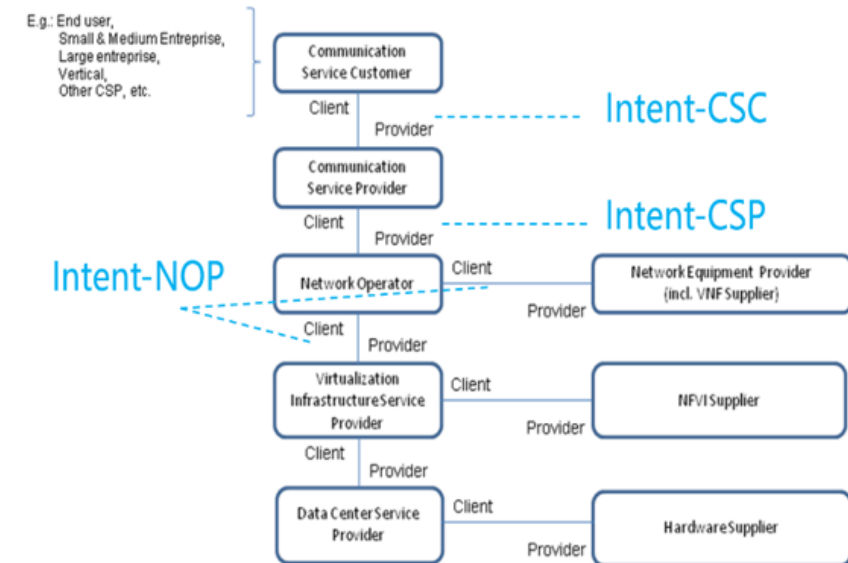 E.g.: End user,
Small & Medium Entreprise,
Large entreprise,
Vertical,
Other CSP, etc.
Communication
Service Customer
Client
Provider
Intent-CSC
Communication
Service Provider
Client
Provider
Intent-CSP
Intent-NOP
Network Operator
Client
Provider
Network Equipment Provider
(incl. VNF Supplier)
Client
Provider
Virtualization
Infrastructure Service
Provider
Client
Provider
NFVI Supplier
Client
Provider
Data Center Service
Provider
Client
Provider
Hardware Supplier